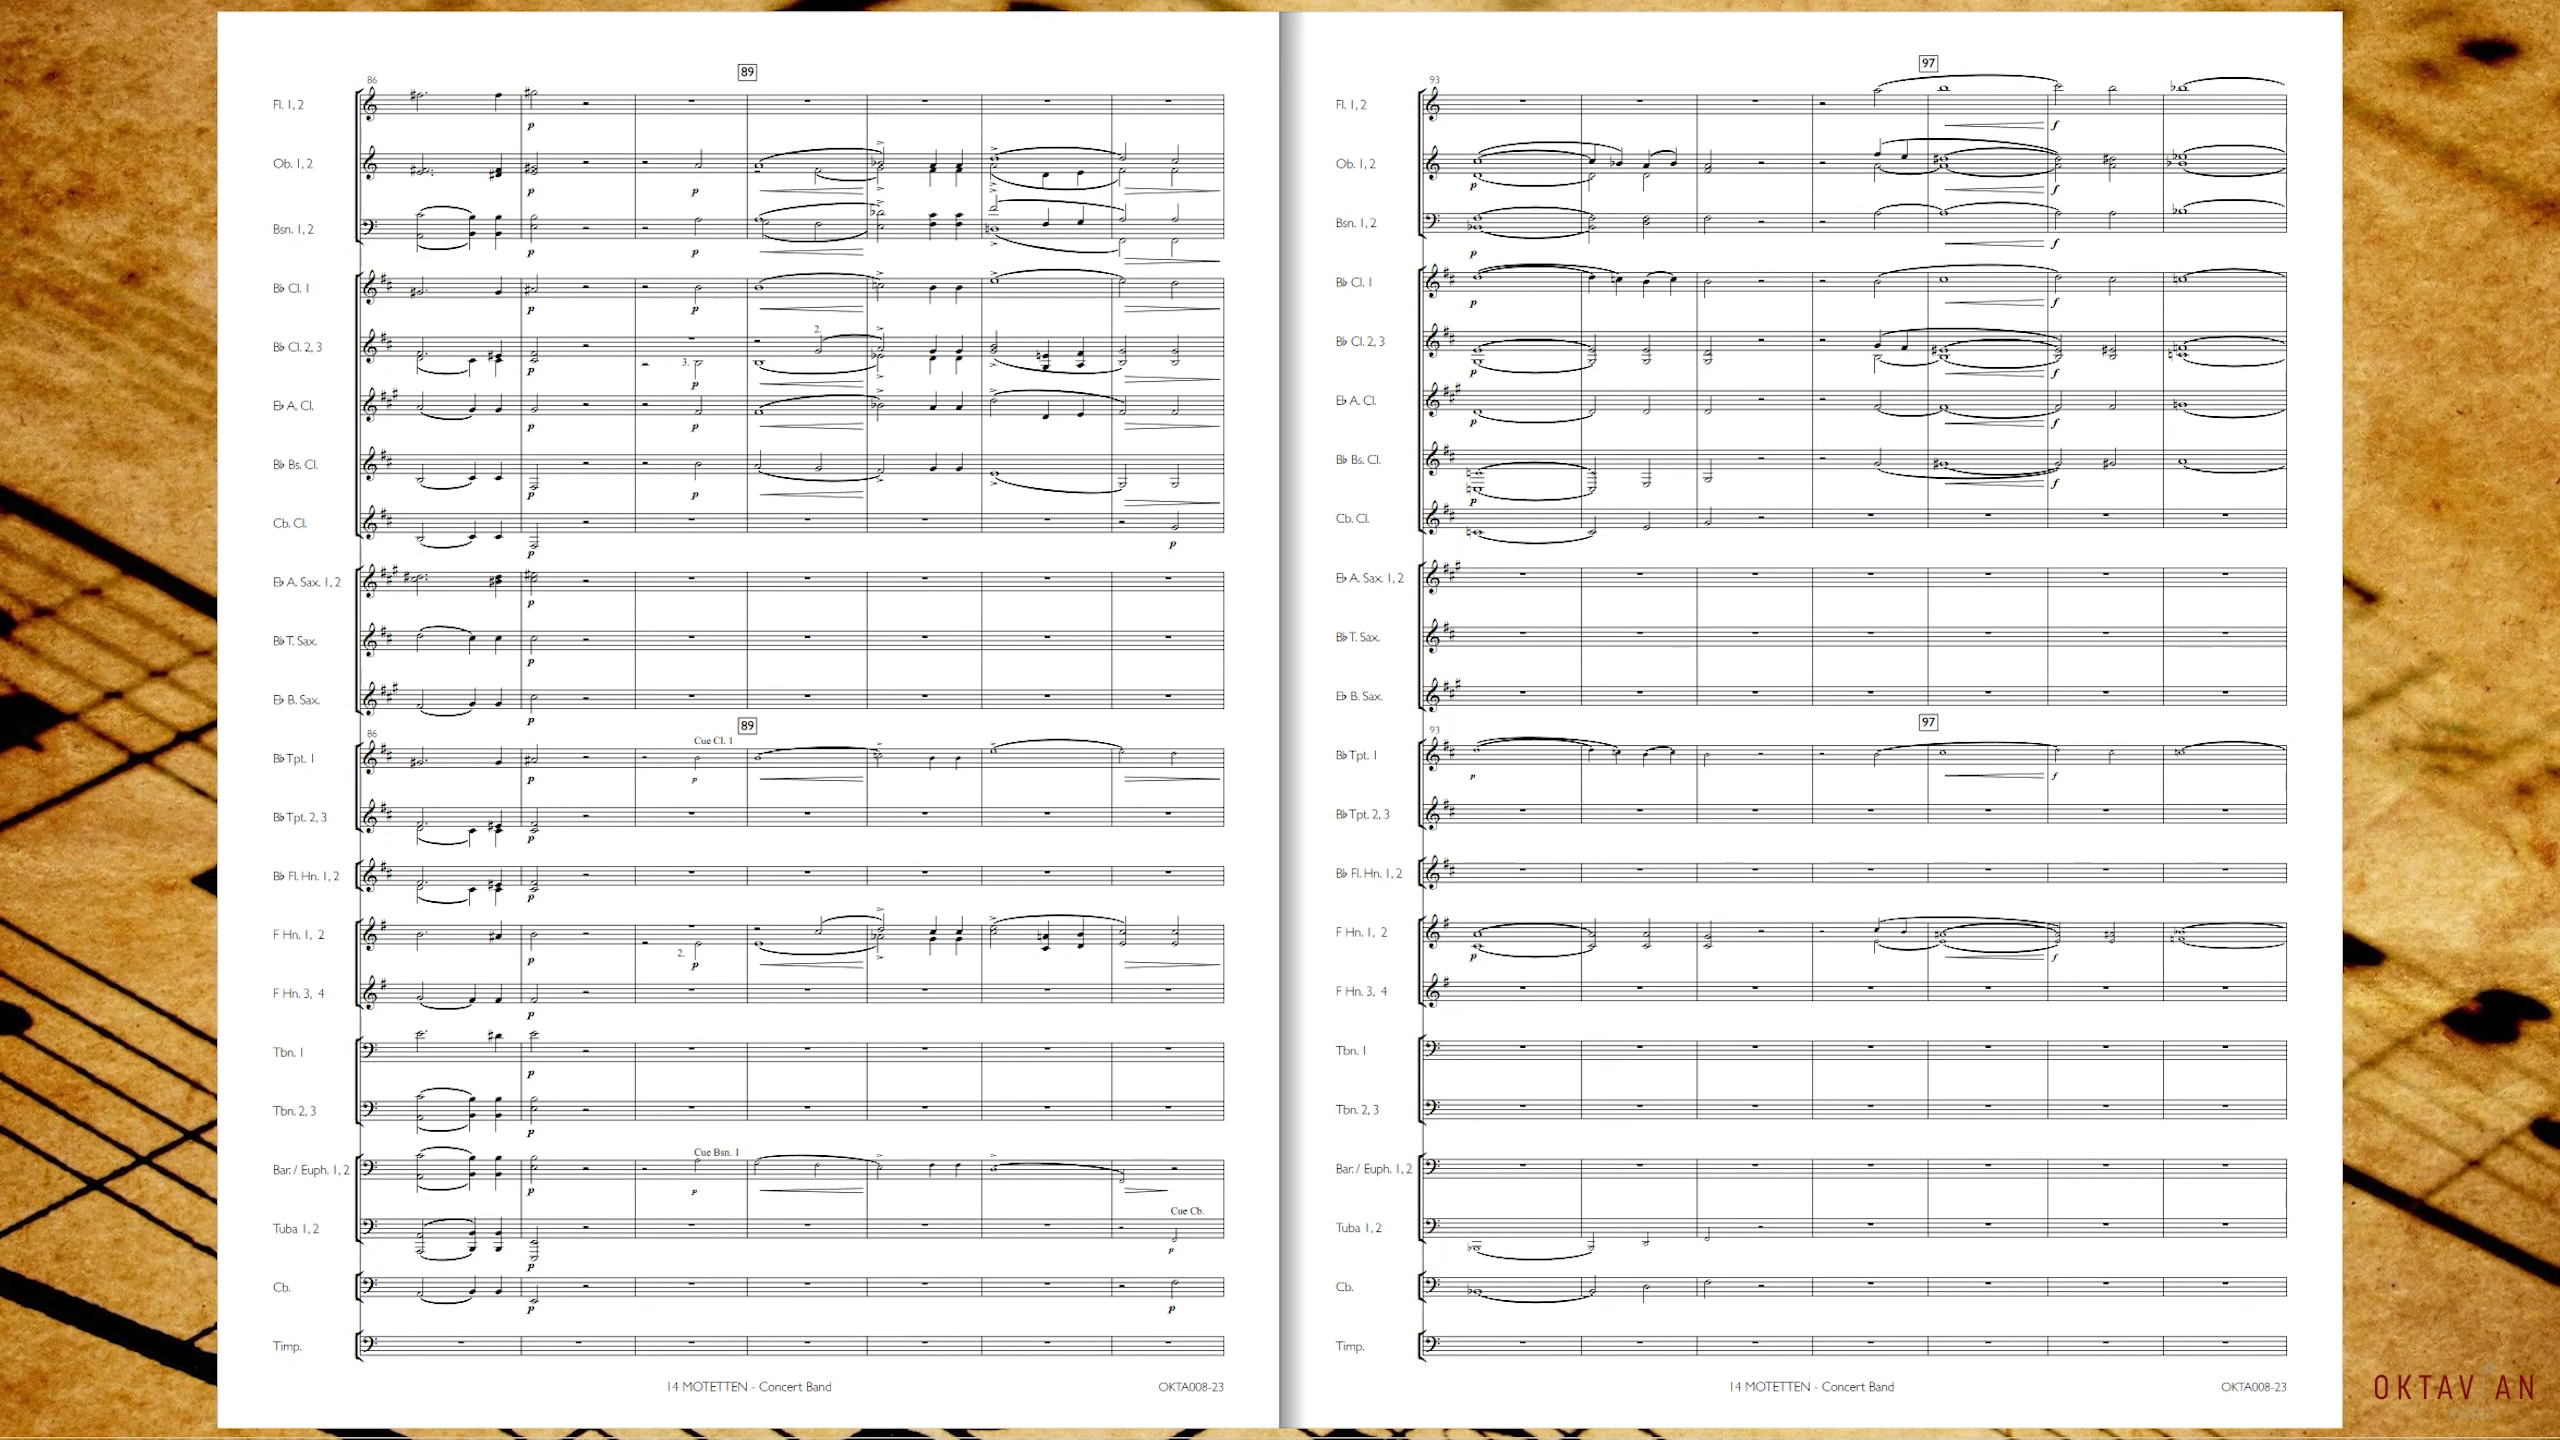 89
86
Fl. 1, 2
p
Ob. 1, 2
p p
Bsn. 1, 2
p p
B♭ Cl. 1
p p
2.
B♭ Cl. 2, 3
3.
p p
E♭ A. Cl.
p p
B♭ Bs. Cl.
p p
Cb. Cl.
p p
E♭ A. Sax. 1, 2
p
B♭ T. Sax.
p
E♭ B. Sax.
p
89
86
Cue Cl. 1
B♭ Tpt. 1
p p
B♭ Tpt. 2, 3
p
B♭ Fl. Hn. 1, 2
p
F Hn. 1, 2
2.
p p
F Hn. 3, 4
p
Tbn. 1
p
Tbn. 2, 3
p
Cue Bsn. 1
Bar. / Euph. 1, 2
p p
Cue Cb.
Tuba 1, 2
p p
Cb.
p p
Timp.
14 MOTETTEN - Concert Band
OKTA008-23
97
93
Fl. 1, 2
f
Ob. 1, 2
p f
Bsn. 1, 2
p f
B♭ Cl. 1
p f
B♭ Cl. 2, 3
p f
E♭ A. Cl.
p f
B♭ Bs. Cl.
p f
Cb. Cl.
E♭ A. Sax. 1, 2
B♭ T. Sax.
E♭ B. Sax.
97
93
B♭ Tpt. 1
p f
B♭ Tpt. 2, 3
B♭ Fl. Hn. 1, 2
F Hn. 1, 2
p f
F Hn. 3, 4
Tbn. 1
Tbn. 2, 3
Bar. / Euph. 1, 2
Tuba 1, 2
Cb.
Timp.
14 MOTETTEN - Concert Band
OKTA008-23
OKTAVIAN